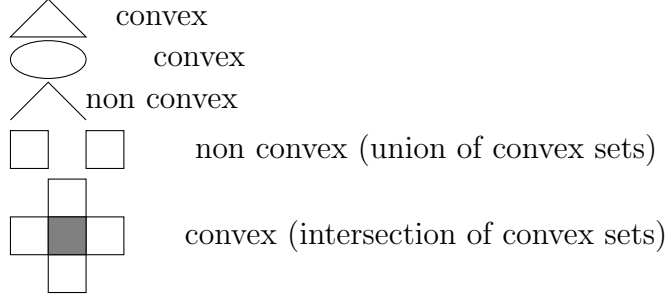 convex
convex
non convex
non convex (union of convex sets)
convex (intersection of convex sets)